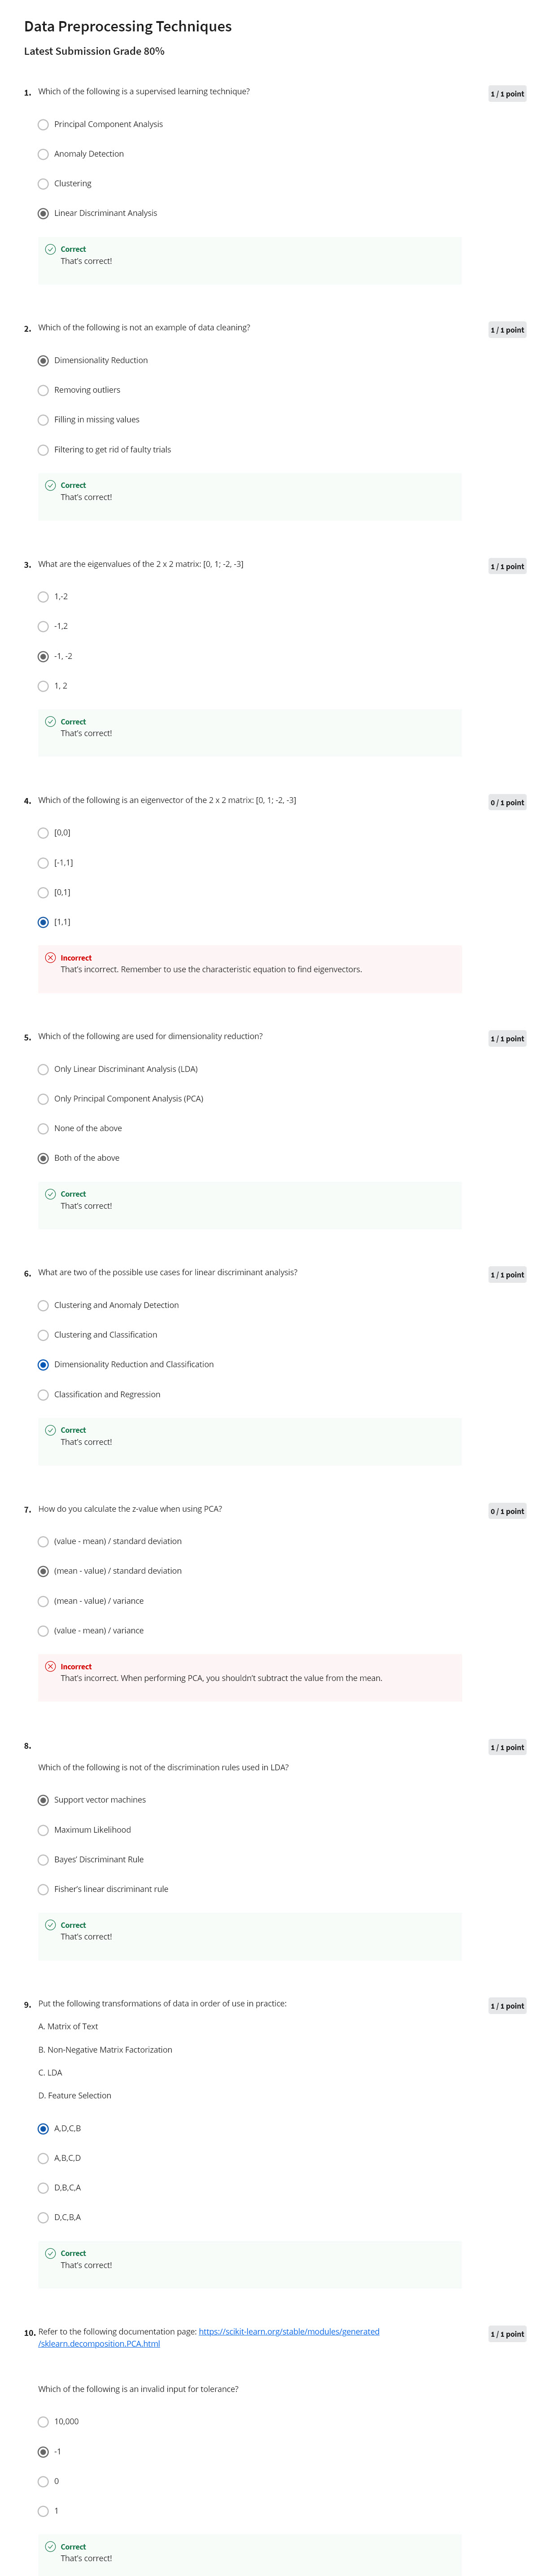 Data Preprocessing Techniques
Latest Submission Grade 80%
1. Which of the following is a supervised learning technique? 1 / 1 point
Principal Component Analysis
Anomaly Detection
Clustering
Linear Discriminant Analysis
Correct
That's correct!
2. Which of the following is not an example of data cleaning? 1 / 1 point
Dimensionality Reduction
Removing outliers
Filling in missing values
Filtering to get rid of faulty trials
Correct
That's correct!
3. What are the eigenvalues of the 2 x 2 matrix: [0, 1; -2, -3] 1 / 1 point
1,-2
-1,2
-1, -2
1, 2
Correct
That's correct!
4. Which of the following is an eigenvector of the 2 x 2 matrix: [0, 1; -2, -3] 0 / 1 point
[0,0]
[-1,1]
[0,1]
[1,1]
Incorrect
That's incorrect. Remember to use the characteristic equation to find eigenvectors.
5. Which of the following are used for dimensionality reduction? 1 / 1 point
Only Linear Discriminant Analysis (LDA)
Only Principal Component Analysis (PCA)
None of the above
Both of the above
Correct
That's correct!
6. What are two of the possible use cases for linear discriminant analysis? 1 / 1 point
Clustering and Anomaly Detection
Clustering and Classification
Dimensionality Reduction and Classification
Classification and Regression
Correct
That's correct!
7. How do you calculate the z-value when using PCA? 0 / 1 point
(value - mean) / standard deviation
(mean - value) / standard deviation
(mean - value) / variance
(value - mean) / variance
Incorrect
That's incorrect. When performing PCA, you shouldn't subtract the value from the mean.
8. 1 / 1 point
Which of the following is not of the discrimination rules used in LDA?
Support vector machines
Maximum Likelihood
Bayes' Discriminant Rule
Fisher's linear discriminant rule
Correct
That's correct!
9. Put the following transformations of data in order of use in practice: 1 / 1 point
A. Matrix of Text
B. Non-Negative Matrix Factorization
C. LDA
D. Feature Selection
A,D,C,B
A,B,C,D
D,B,C,A
D,C,B,A
Correct
That's correct!
10. Refer to the following documentation page: https://scikit-learn.org/stable/modules/generated 1 / 1 point
/sklearn.decomposition.PCA.html
Which of the following is an invalid input for tolerance?
10,000
-1
0
1
Correct
That's correct!